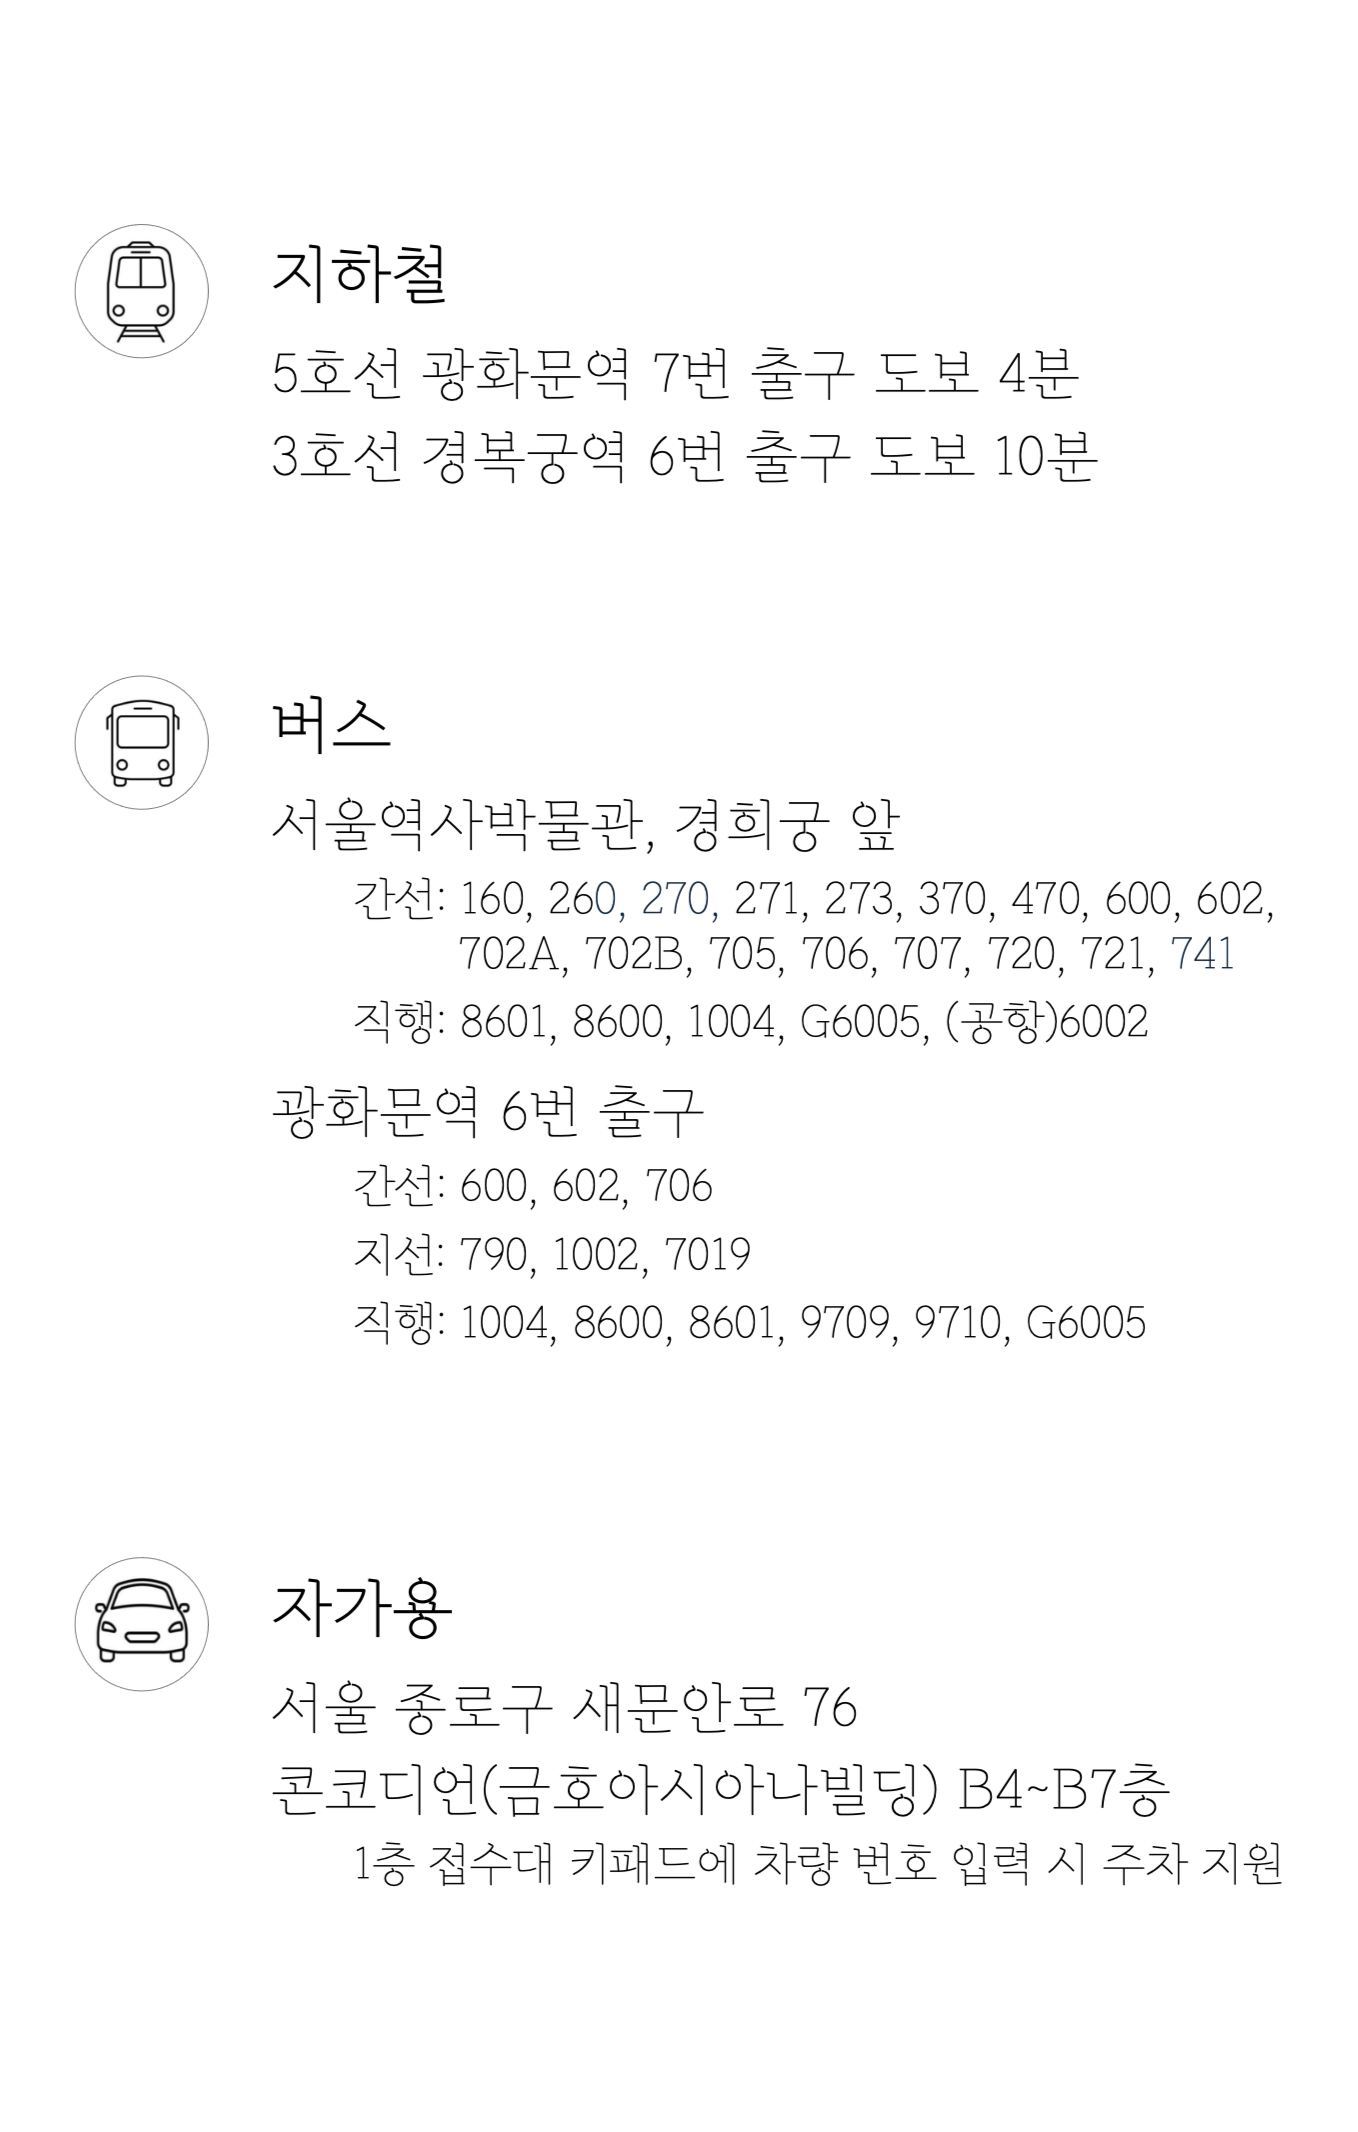 지하철
5호선 광화문역 7번 출구 도보 4분
3호선 경복궁역 6번 출구 도보 10분
버스
서울역사박물관, 경희궁 앞
간선: 160, 260, 270, 271, 273, 370, 470, 600, 602,
702A, 702B, 705, 706, 707, 720, 721, 741
직행: 8601, 8600, 1004, G6005, (공항)6002
광화문역 6번 출구
간선: 600, 602, 706
지선: 790, 1002, 7019
직행: 1004, 8600, 8601, 9709, 9710, G6005
자가용
서울 종로구 새문안로 76
콘코디언(금호아시아나빌딩) B4~B7층
1층 접수대 키패드에 차량 번호 입력 시 주차 지원